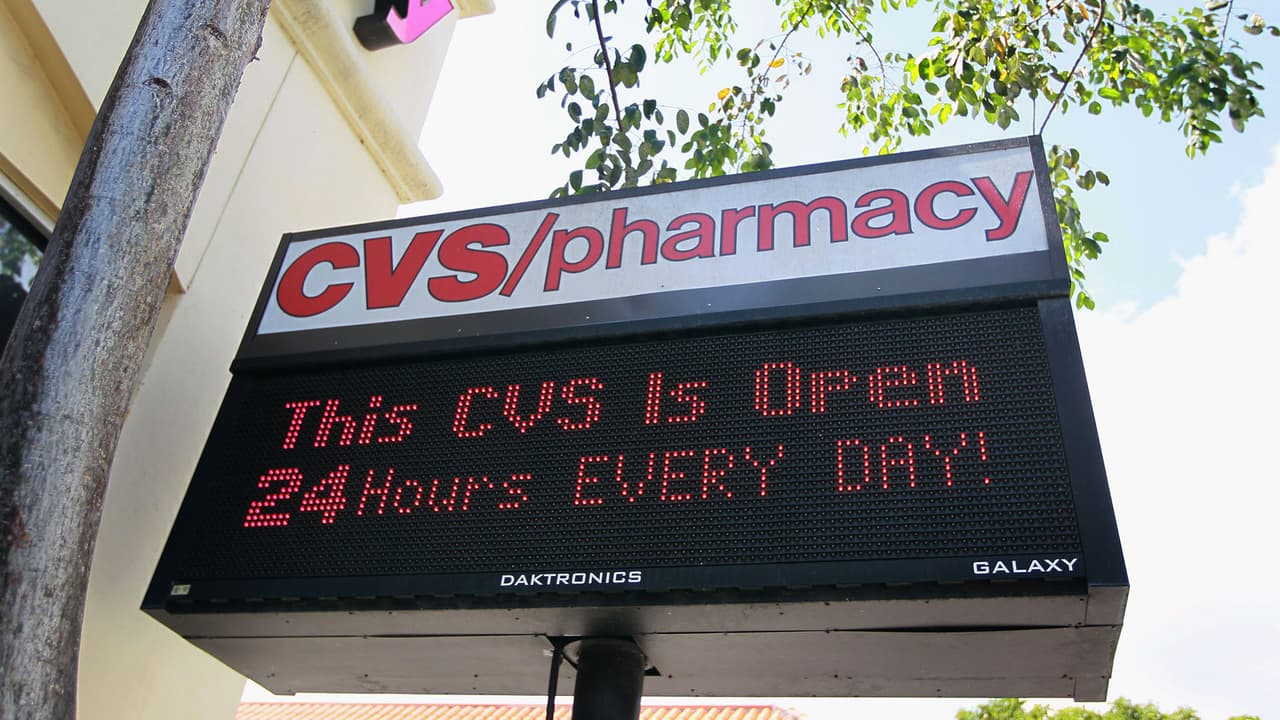 CVS/pharmacy
This CVS Is Open
24 Hours EVERY DAY!
DAKTRONICS
GALAXY